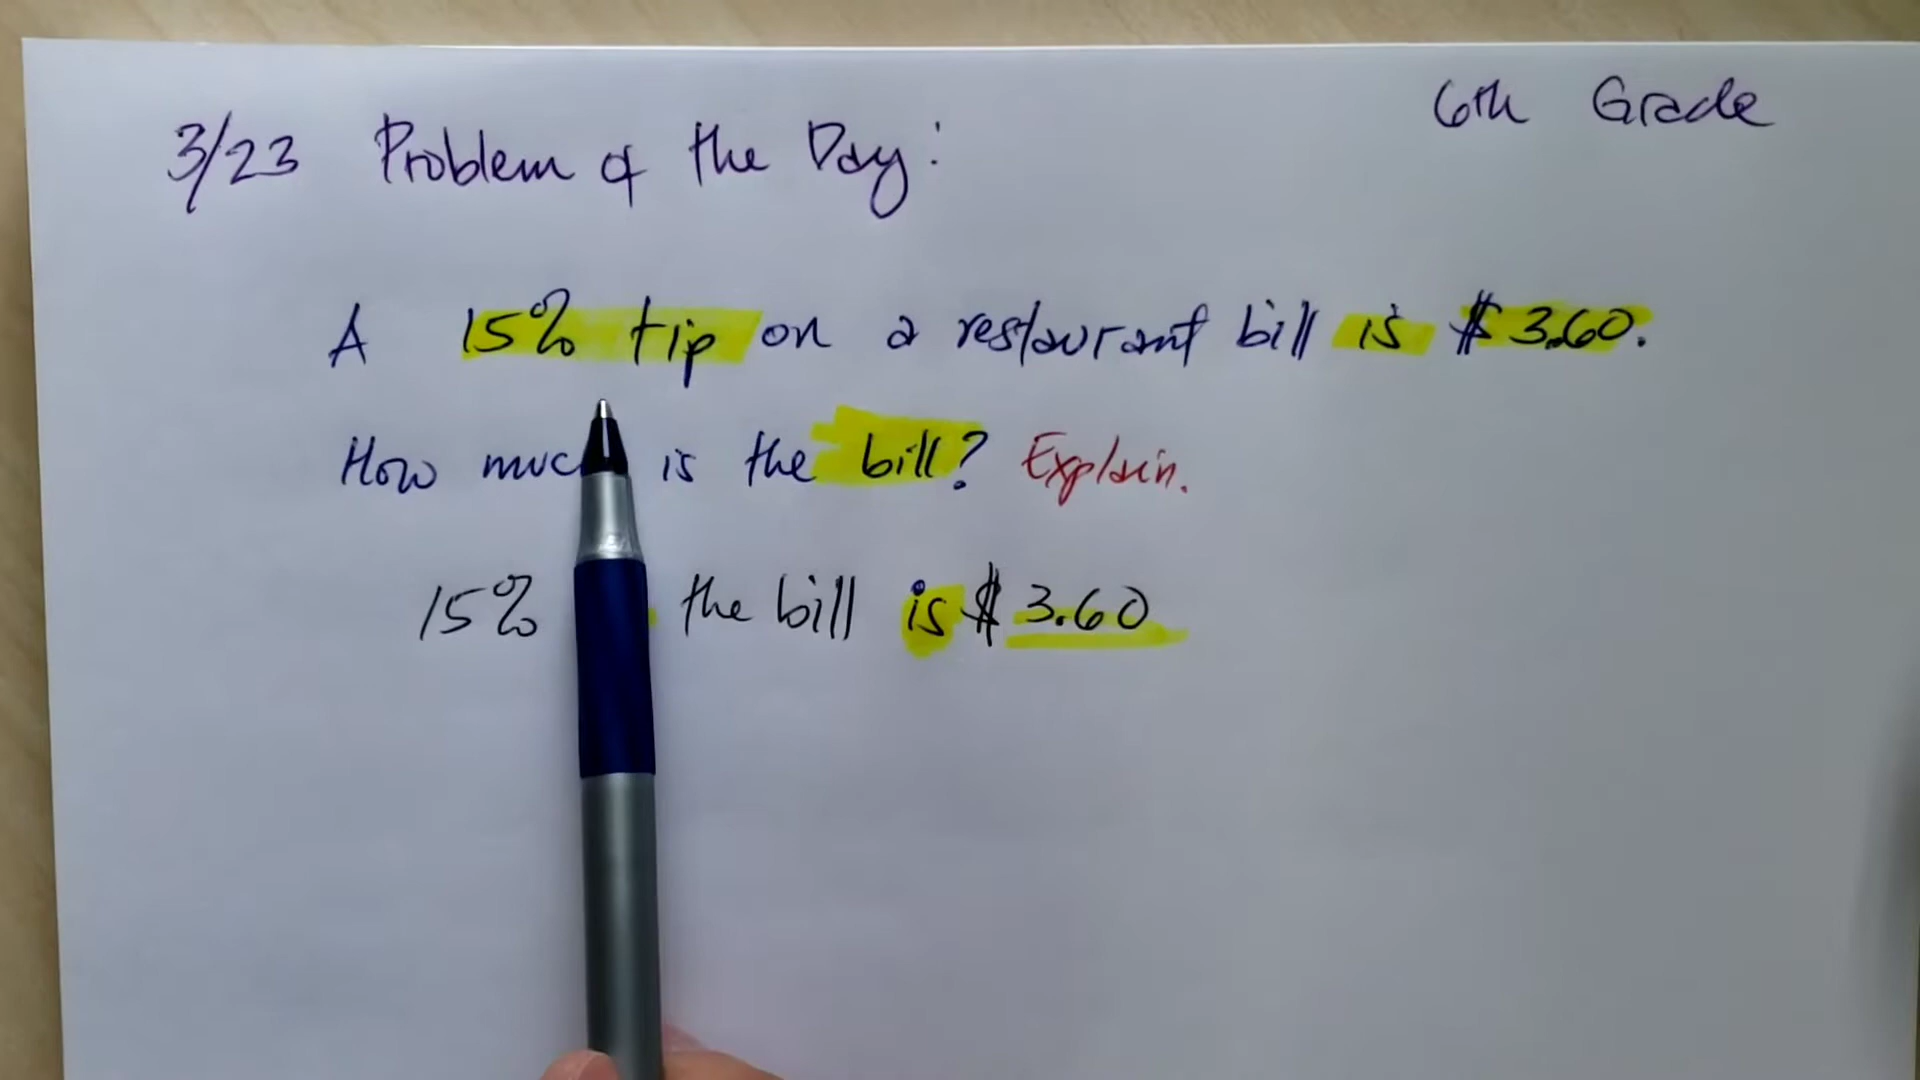 6th Grade
3/23 Problem of the Day:
A 15% tip on a restaurant bill is $3.60.
How much is the bill? Explain.
15% the bill is $3.60